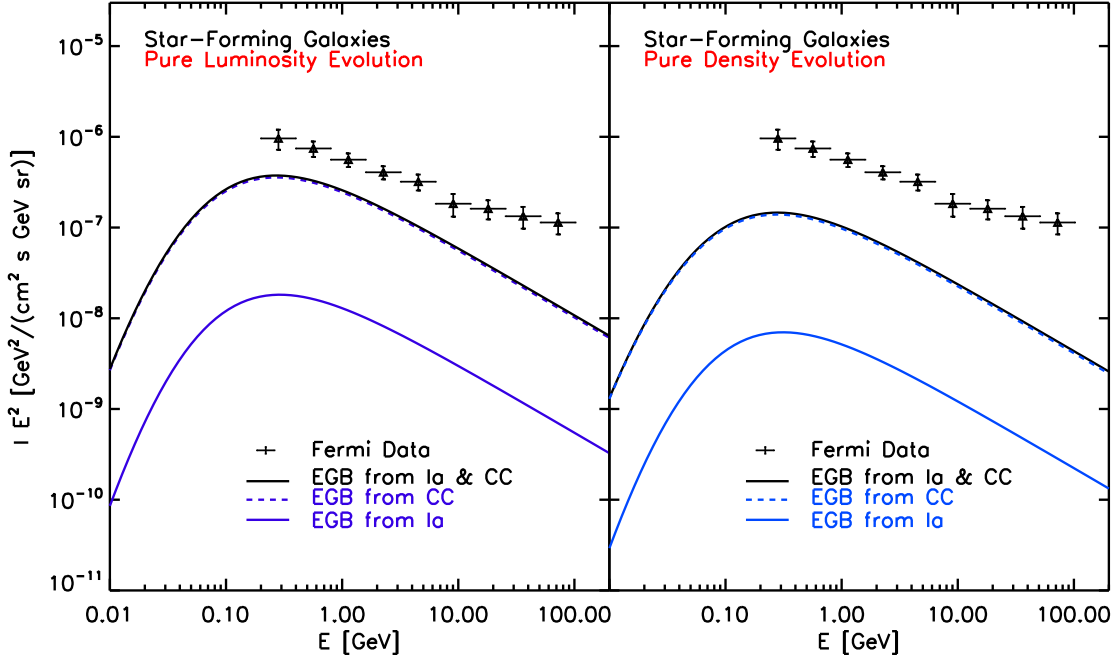 Star-Forming Galaxies
Pure Luminosity Evolution
Star-Forming Galaxies
Pure Density Evolution
I E² [GeV²/(cm² s GeV sr)]
10⁻⁵
10⁻⁶
10⁻⁷
10⁻⁸
10⁻⁹
10⁻¹⁰
10⁻¹¹
Fermi Data
EGB from Ia & CC
EGB from CC
EGB from Ia
Fermi Data
EGB from Ia & CC
EGB from CC
EGB from Ia
0.01 0.10 1.00 10.00 100.00
0.10 1.00 10.00 100.00
E [GeV]
E [GeV]